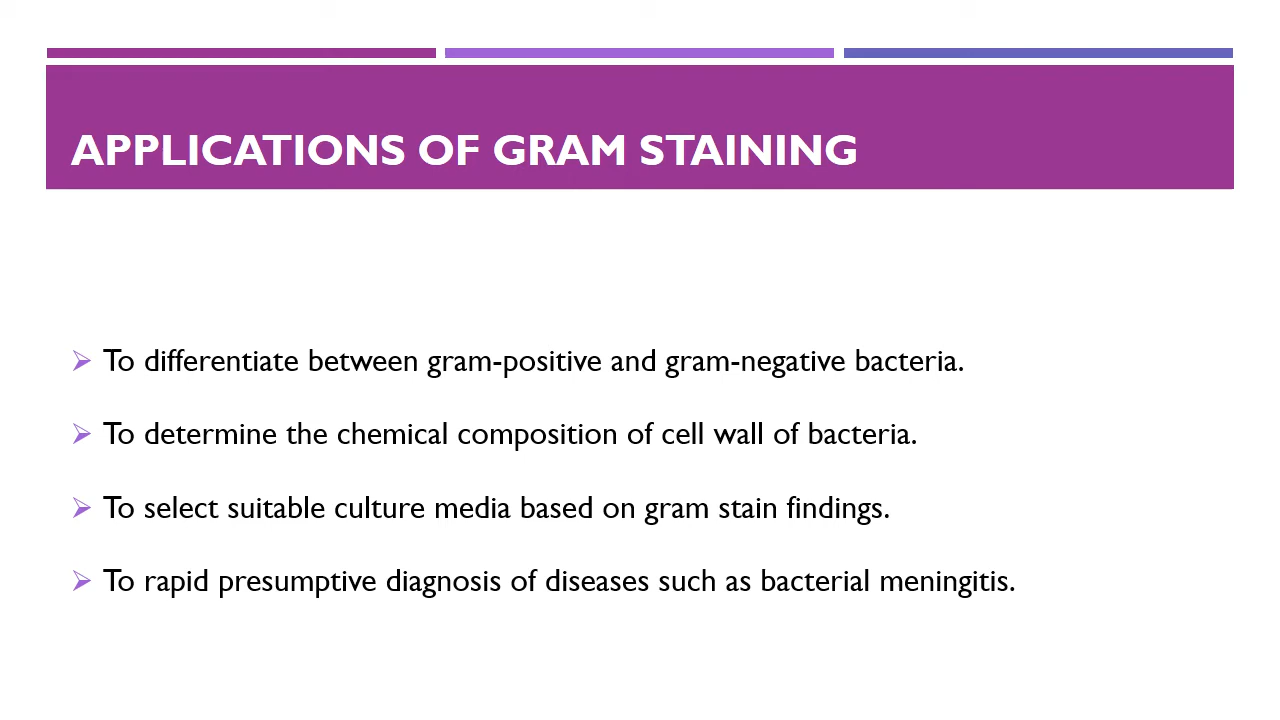 APPLICATIONS OF GRAM STAINING
To differentiate between gram-positive and gram-negative bacteria.
To determine the chemical composition of cell wall of bacteria.
To select suitable culture media based on gram stain findings.
To rapid presumptive diagnosis of diseases such as bacterial meningitis.